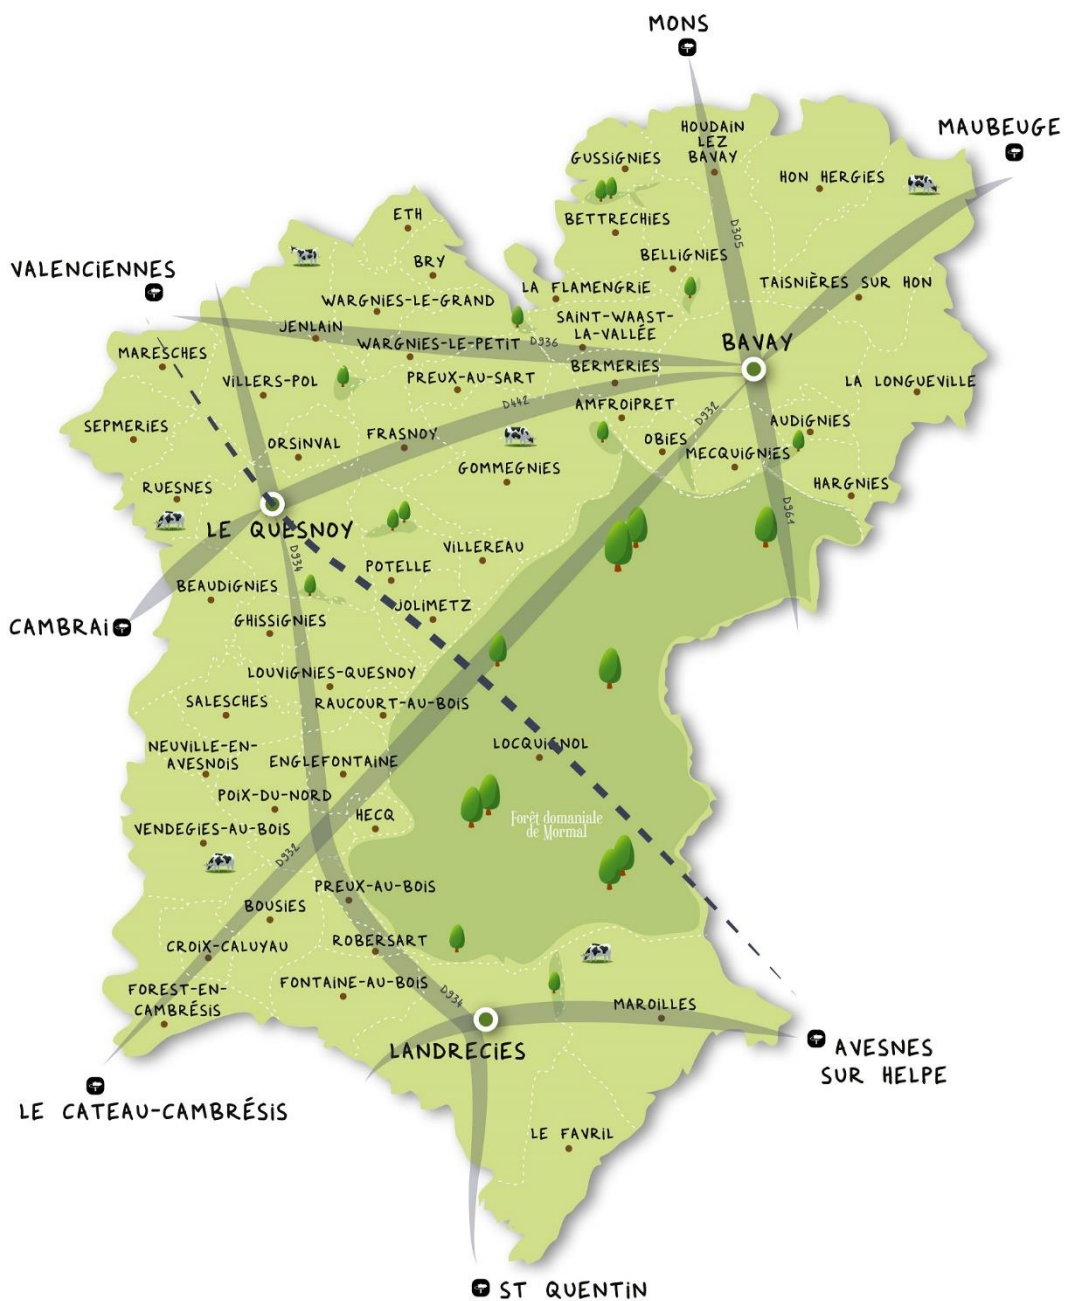 MONS
MAUBEUGE
HOUDAIN
LEZ
BAVAY
GUSSIGNIES
HON HERGIES
ETH
BETTRECHIES
D305
BRY
BELLIGNIES
VALENCIENNES
LA FLAMENGRIE
TAISNIÈRES SUR HON
WARGNIES-LE-GRAND
SAINT-WAAST-
LA-VALLÉE
JENLAIN
WARGNIES-LE-PETIT
D936
BAVAY
MARESCHES
VILLERS-POL
PREUX-AU-SART
BERMERIES
LA LONGUEVILLE
D442
AMFROIPRET
D932
SEPMERIES
ORSINVAL
FRASNOY
OBIES
AUDIGNIES
MECQUIGNIES
GOMMEGNIES
RUESNES
HARGNIES
D961
LE QUESNOY
D934
VILLEREAU
POTELLE
BEAUDIGNIES
JOLIMETZ
CAMBRAI
GHISSIGNIES
LOUVIGNIES-QUESNOY
SALESCHES
RAUCOURT-AU-BOIS
NEUVILLE-EN-
AVESNOIS
LOCQUIGNOL
ENGLEFONTAINE
POIX-DU-NORD
HECQ
Forêt domaniale
de Mormal
VENDEGIES-AU-BOIS
D932
PREUX-AU-BOIS
BOUSIES
CROIX-CALUYAU
ROBERSART
FONTAINE-AU-BOIS
FOREST-EN-
CAMBRÉSIS
D934
MAROILLES
LANDRECIES
AVESNES
SUR HELPE
LE CATEAU-CAMBRÉSIS
LE FAVRIL
ST QUENTIN